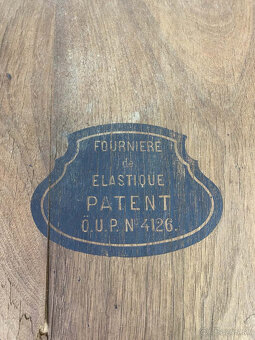 FOURNIERE
de
ELASTIQUE
PATENT
Ö.U.P. No 4126.